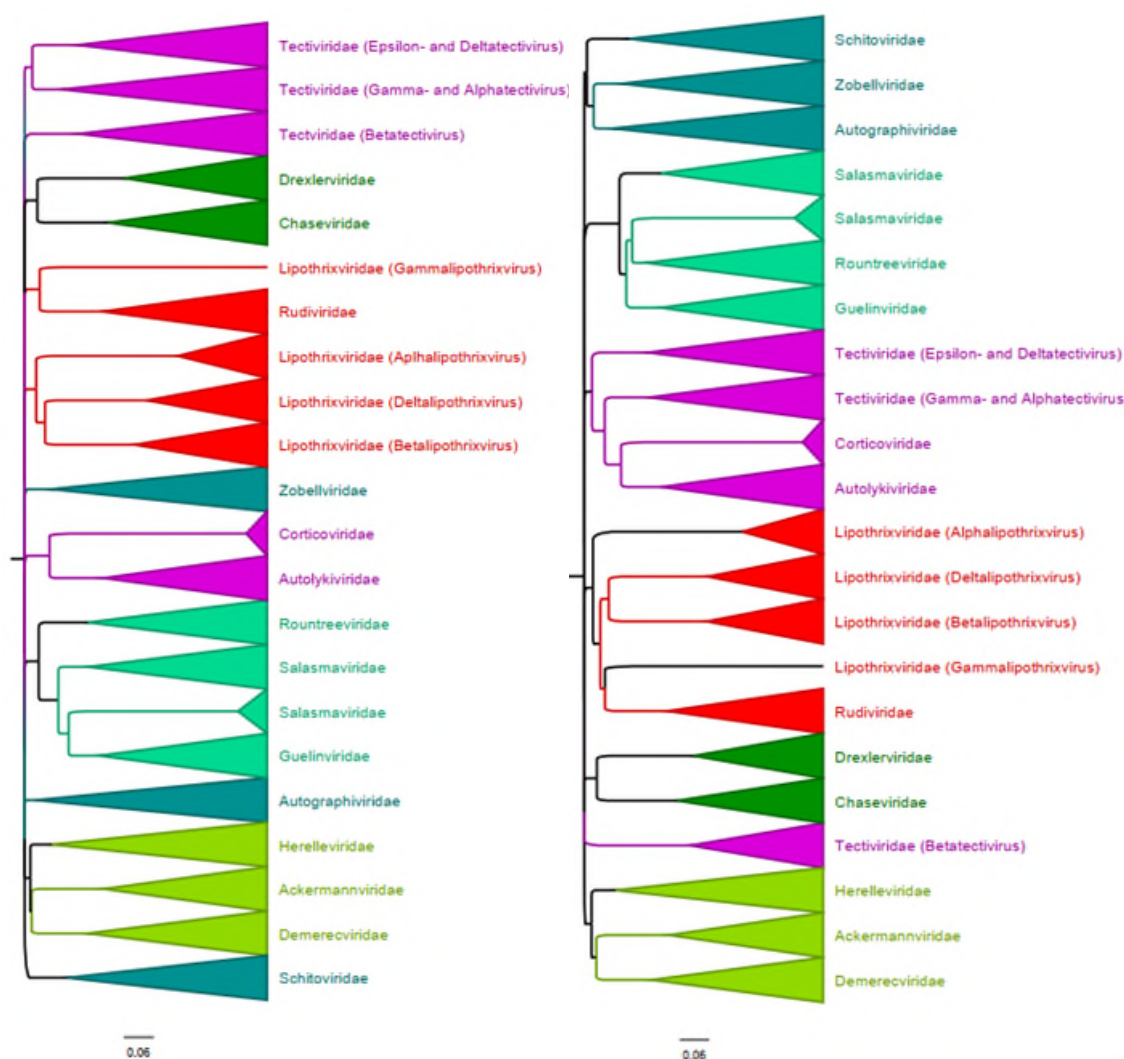 Tectiviridae (Epsilon- and Deltatectivirus)
Tectiviridae (Gamma- and Alphatectivirus)
Tectviridae (Betatectivirus)
Drexlerviridae
Chaseviridae
Lipothrixviridae (Gammalipothrixvirus)
Rudiviridae
Lipothrixviridae (Aplhalipothrixvirus)
Lipothrixviridae (Deltalipothrixvirus)
Lipothrixviridae (Betalipothrixvirus)
Zobellviridae
Corticoviridae
Autolykiviridae
Rountreeviridae
Salasmaviridae
Salasmaviridae
Guelinviridae
Autographiviridae
Herelleviridae
Ackermannviridae
Demerecviridae
Schitoviridae
0.06
Schitoviridae
Zobellviridae
Autographiviridae
Salasmaviridae
Salasmaviridae
Rountreeviridae
Guelinviridae
Tectiviridae (Epsilon- and Deltatectivirus)
Tectiviridae (Gamma- and Alphatectivirus
Corticoviridae
Autolykiviridae
Lipothrixviridae (Alphalipothrixvirus)
Lipothrixviridae (Deltalipothrixvirus)
Lipothrixviridae (Betalipothrixvirus)
Lipothrixviridae (Gammalipothrixvirus)
Rudiviridae
Drexlerviridae
Chaseviridae
Tectiviridae (Betatectivirus)
Herelleviridae
Ackermannviridae
Demerecviridae
0.06